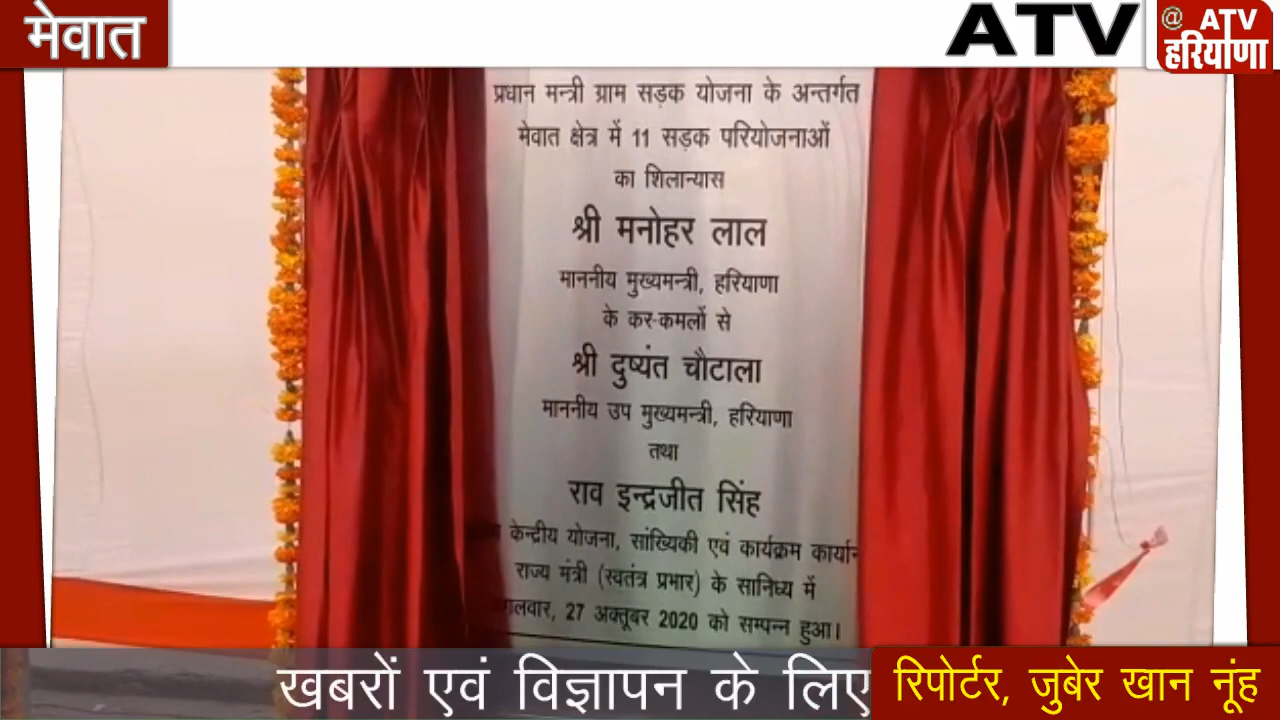 मेवात
ATV
@ ATV
हरियाणा
प्रधान मन्त्री ग्राम सड़क योजना के अन्तर्गत
मेवात क्षेत्र में 11 सड़क परियोजनाओं
का शिलान्यास
श्री मनोहर लाल
माननीय मुख्यमन्त्री, हरियाणा
के कर-कमलों से
श्री दुष्यंत चौटाला
माननीय उप मुख्यमन्त्री, हरियाणा
तथा
राव इन्द्रजीत सिंह
केन्द्रीय योजना, सांख्यिकी एवं कार्यक्रम
राज्य मंत्री (स्वतंत्र प्रभार) के सानिध्य में
27 अक्तूबर 2020 को सम्पन्न हुआ।
खबरों एवं विज्ञापन के लिए
रिपोर्टर, जुबेर खान नूंह